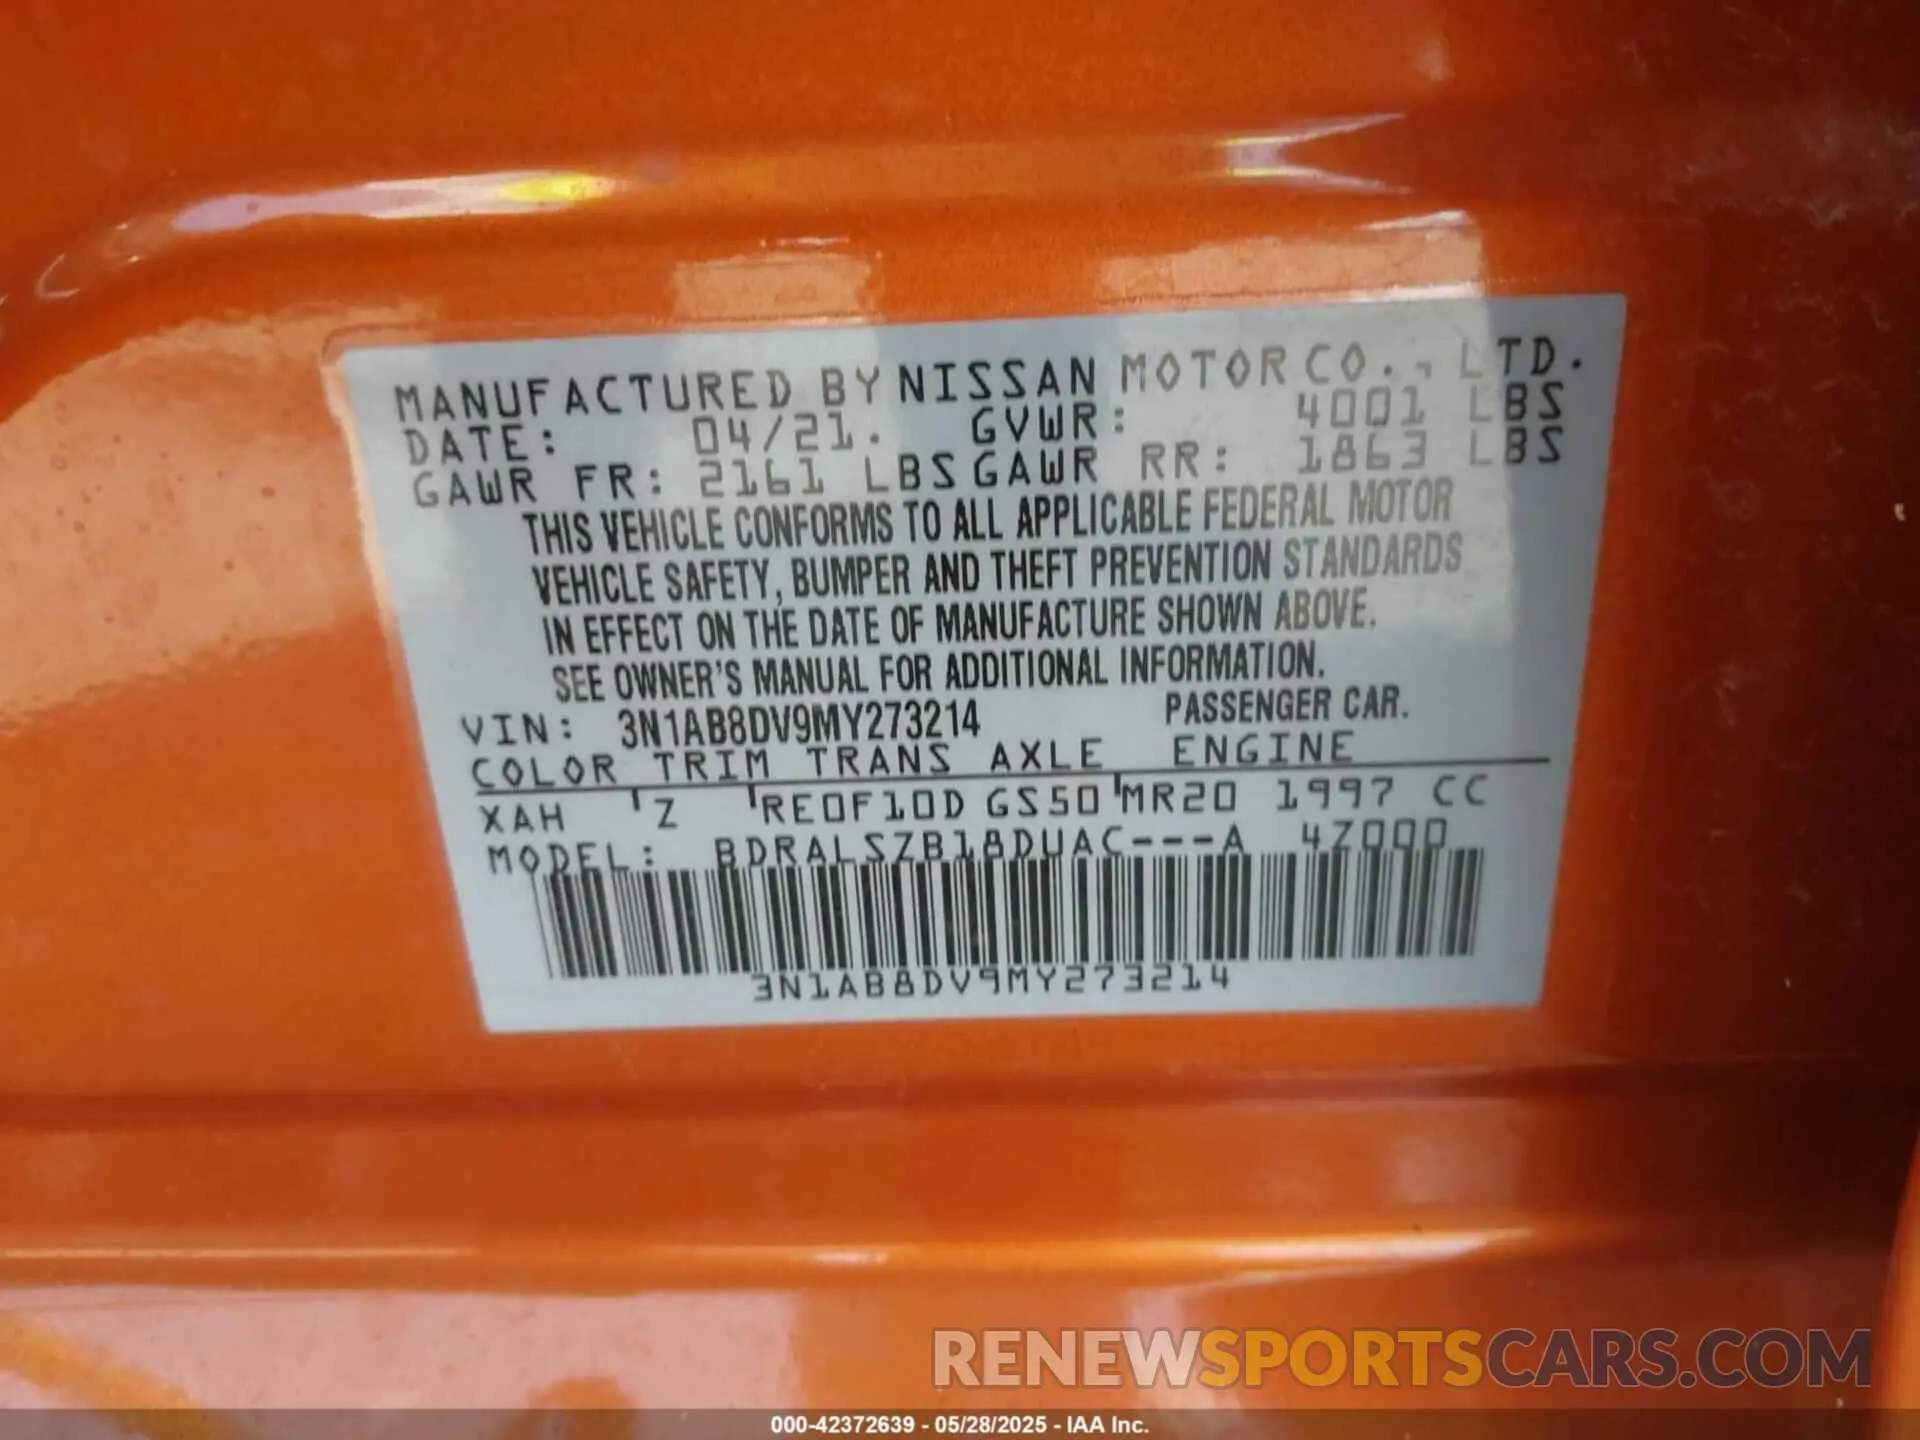 MANUFACTURED BY NISSAN MOTOR CO., LTD.
DATE: 04/21. GVWR: 4001 LBS
GAWR FR: 2161 LBS GAWR RR: 1863 LBS
THIS VEHICLE CONFORMS TO ALL APPLICABLE FEDERAL MOTOR
VEHICLE SAFETY, BUMPER AND THEFT PREVENTION STANDARDS
IN EFFECT ON THE DATE OF MANUFACTURE SHOWN ABOVE.
SEE OWNER'S MANUAL FOR ADDITIONAL INFORMATION.
VIN: 3N1AB8DV9MY273214 PASSENGER CAR.
COLOR TRIM TRANS AXLE ENGINE
XAH Z RE0F10D GS50 MR20 1997 CC
MODEL: BDRALSZB18DUAC---A 4Z000
3N1AB8DV9MY273214
RENEWSPORTSCARS.COM
000-42372639 - 05/28/2025 - IAA Inc.